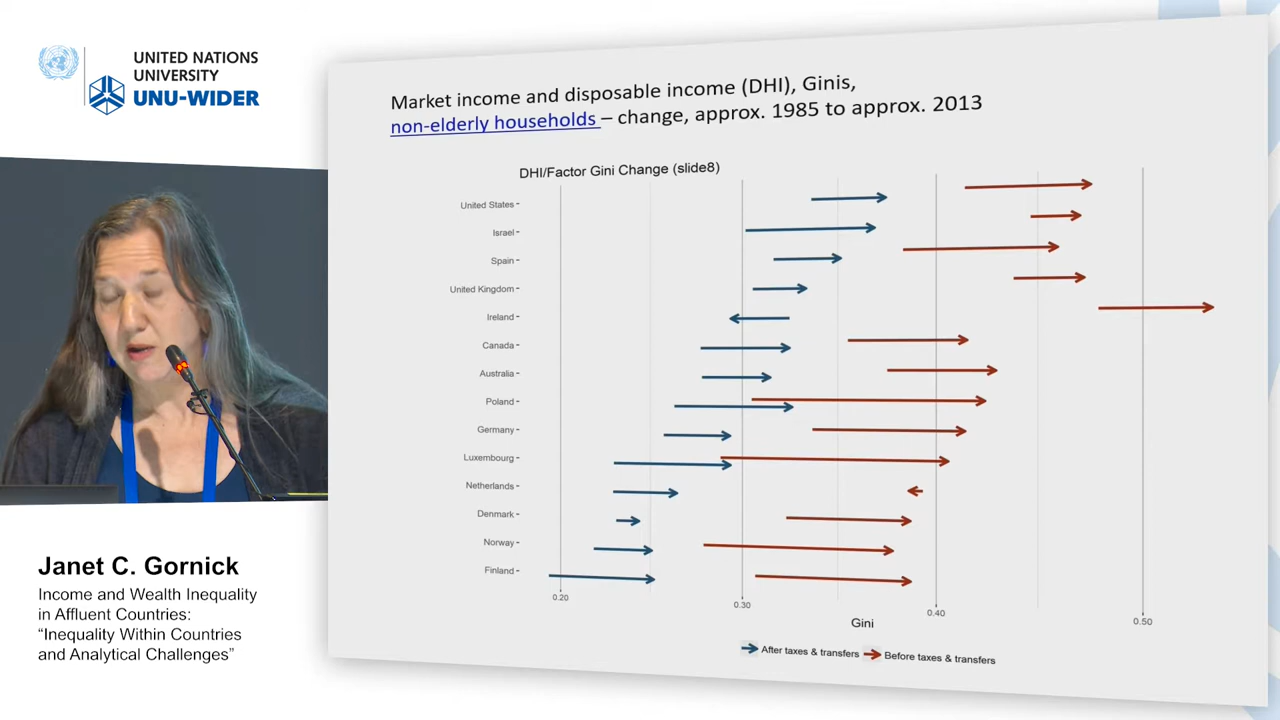 UNITED NATIONS
UNIVERSITY
UNU-WIDER
Market income and disposable income (DHI), Ginis,
non-elderly households – change, approx. 1985 to approx. 2013
DHI/Factor Gini Change (slide8)
United States
Israel
Spain
United Kingdom
Ireland
Canada
Australia
Poland
Germany
Luxembourg
Netherlands
Denmark
Norway
Finland
0.20
0.30
0.40
0.50
Gini
After taxes & transfers
Before taxes & transfers
Janet C. Gornick
Income and Wealth Inequality
in Affluent Countries:
“Inequality Within Countries
and Analytical Challenges”